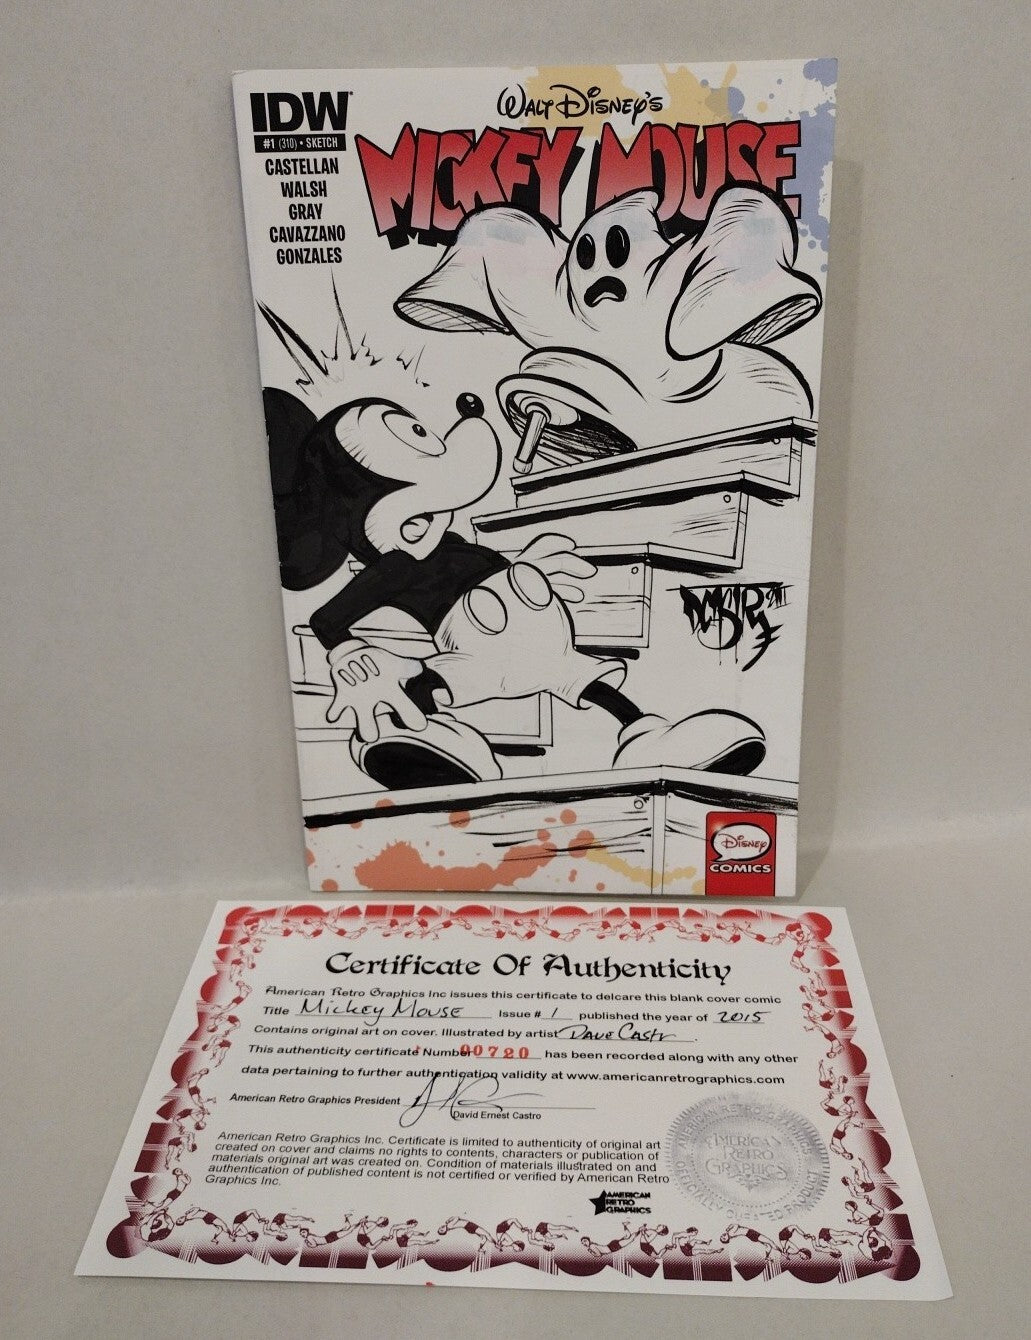 IDW
#1 (310) • SKETCH
CASTELLAN
WALSH
GRAY
CAVAZZANO
GONZALES
WALT DISNEY'S
MICKEY MOUSE
DISNEY
COMICS
Certificate Of Authenticity
American Retro Graphics Inc issues this certificate to delcare this blank cover comic
Title Mickey Mouse Issue # 1 published the year of 2015
Contains original art on cover. Illustrated by artist Dave Castr.
This authenticity certificate Number 00720 has been recorded along with any other
data pertaining to further authentication validity at www.americanretrographics.com
American Retro Graphics President
David Ernest Castro
American Retro Graphics Inc. Certificate is limited to authenticity of original art
created on cover and claims no rights to contents, characters or publication of
materials original art was created on. Condition of materials illustrated on and
authentication of published content is not certified or verified by American Retro
Graphics Inc.
AMERICAN
RETRO
GRAPHICS
AMERICAN
RETRO
GRAPHICS